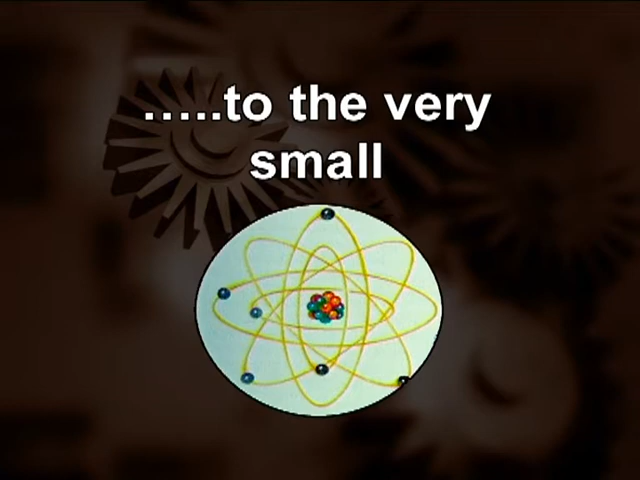 .....to the very
small